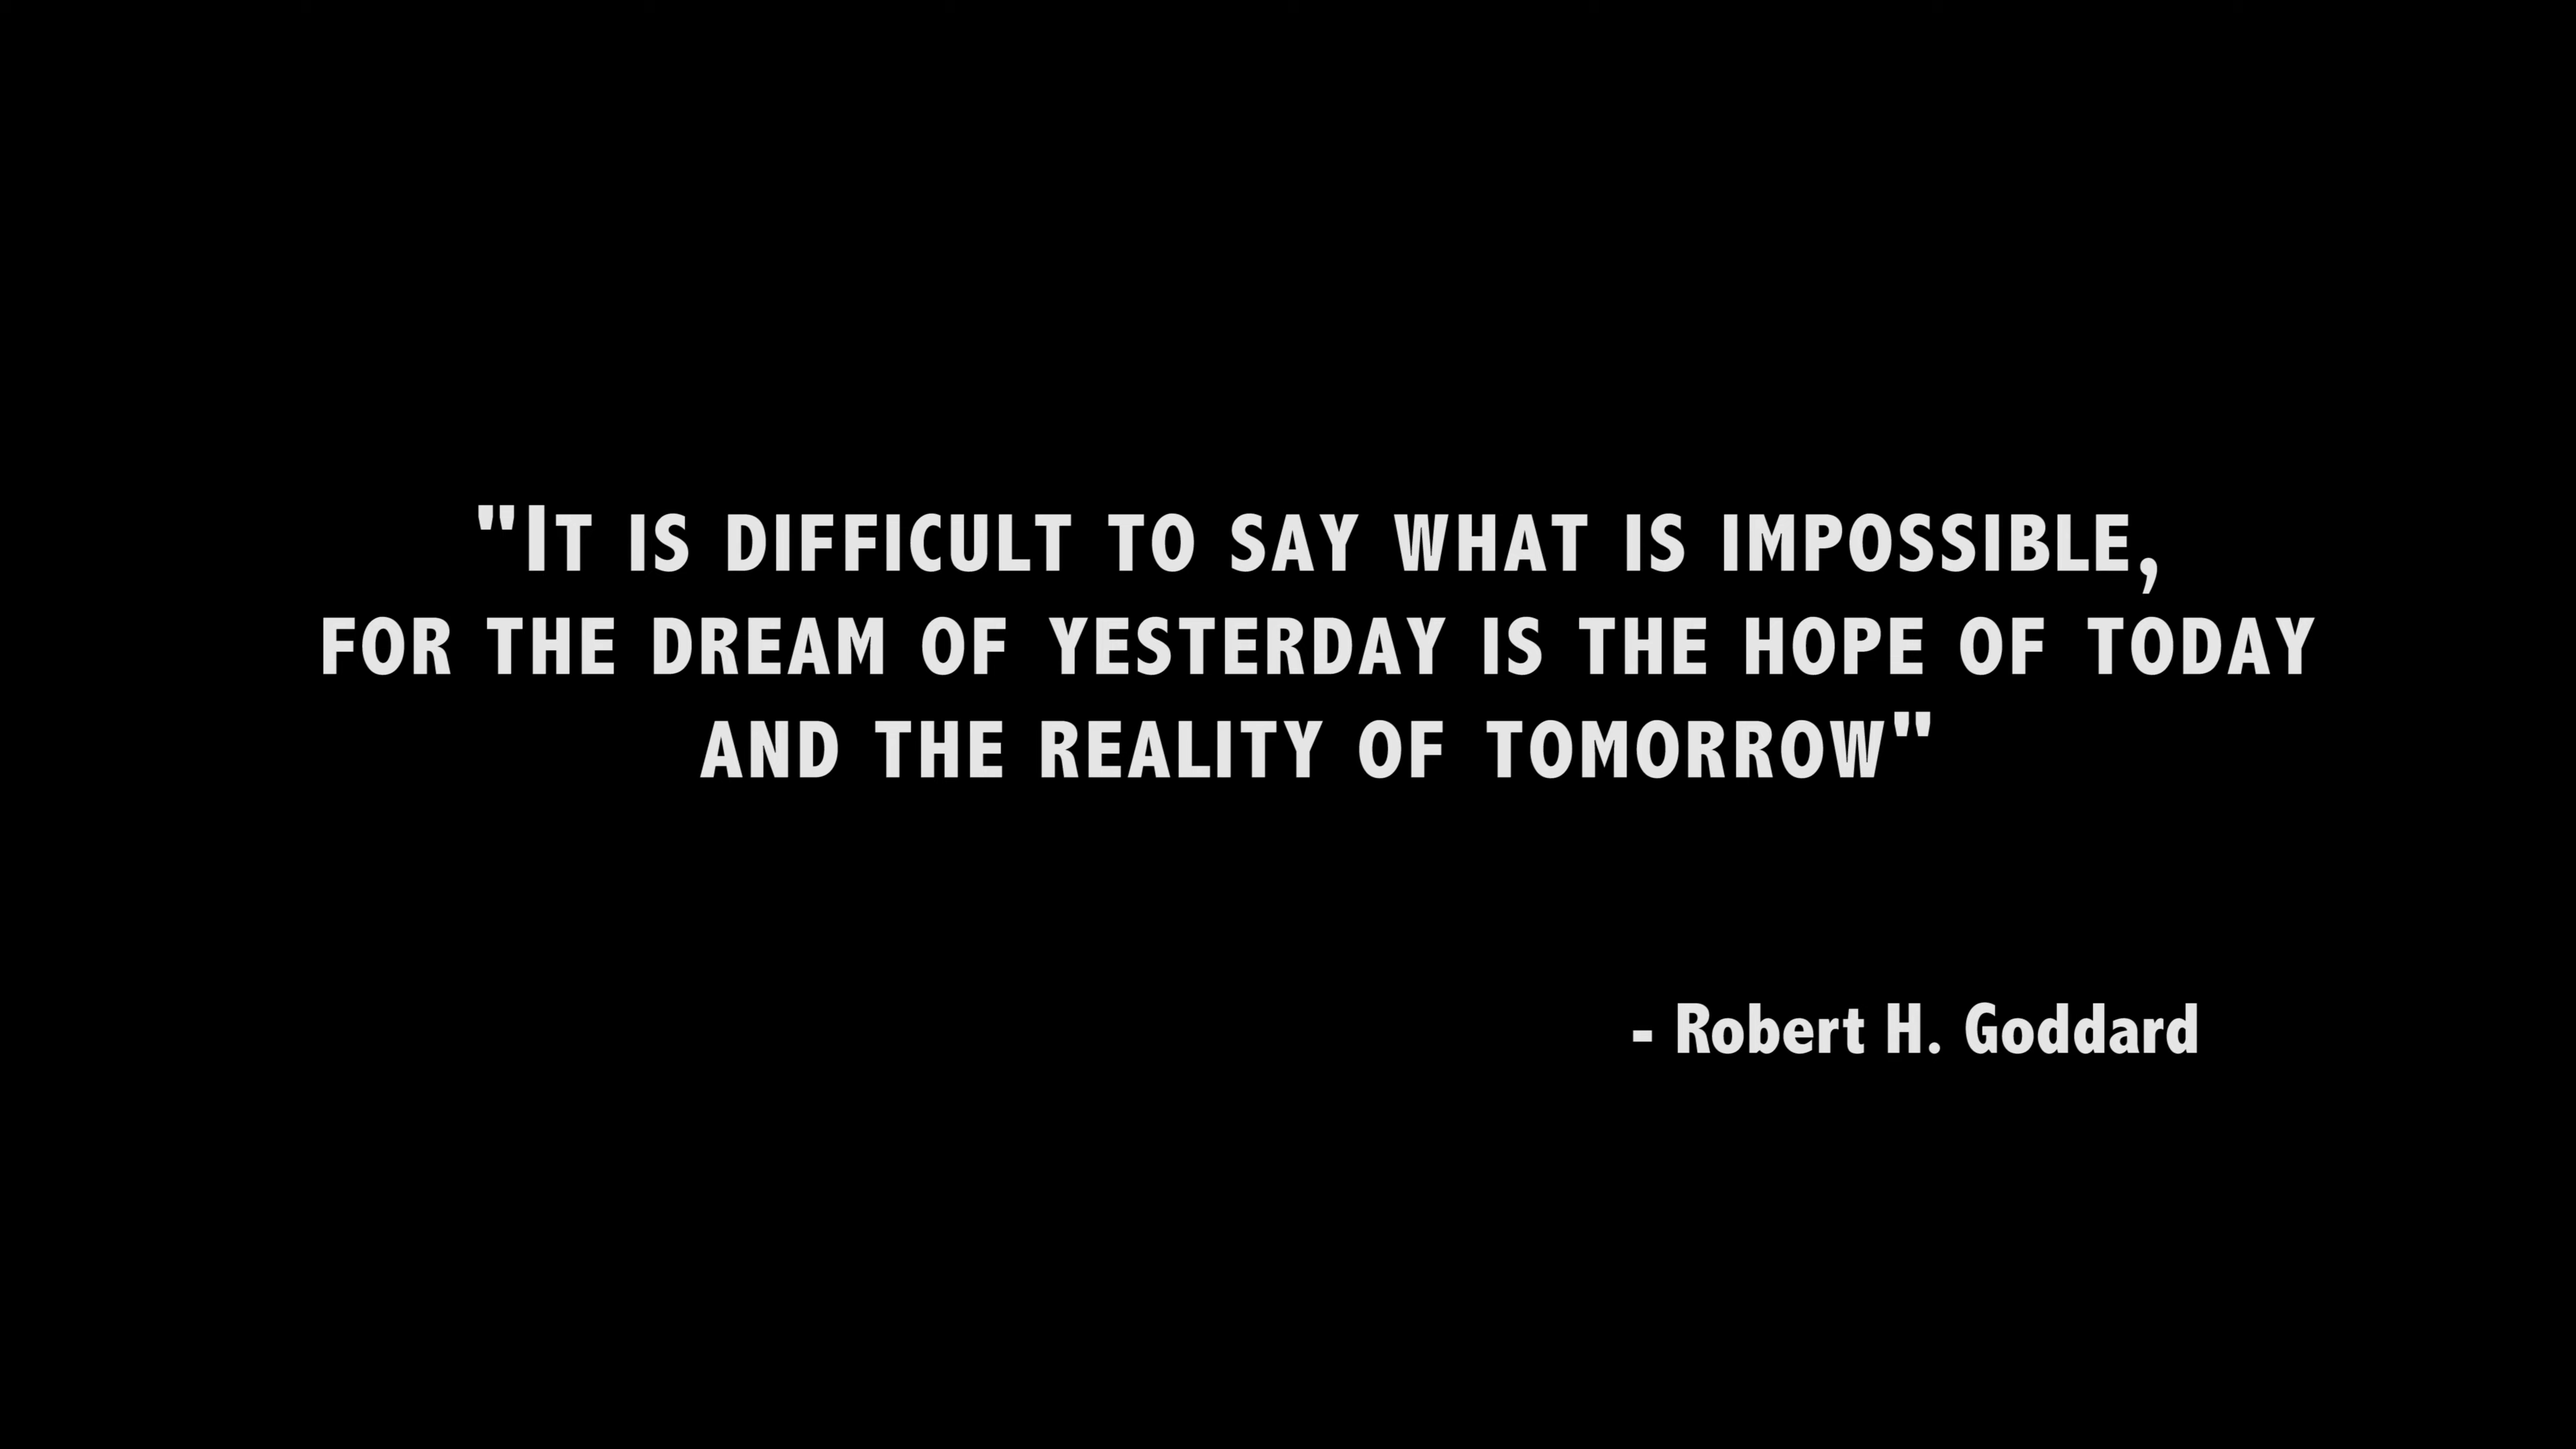 "It is difficult to say what is impossible,
for the dream of yesterday is the hope of today
and the reality of tomorrow"
- Robert H. Goddard